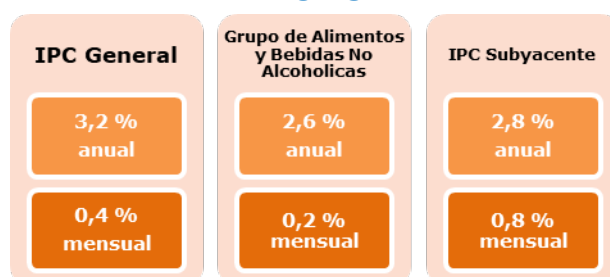 IPC General
3,2 %
anual
0,4 %
mensual
Grupo de Alimentos
y Bebidas No
Alcoholicas
2,6 %
anual
0,2 %
mensual
IPC Subyacente
2,8 %
anual
0,8 %
mensual